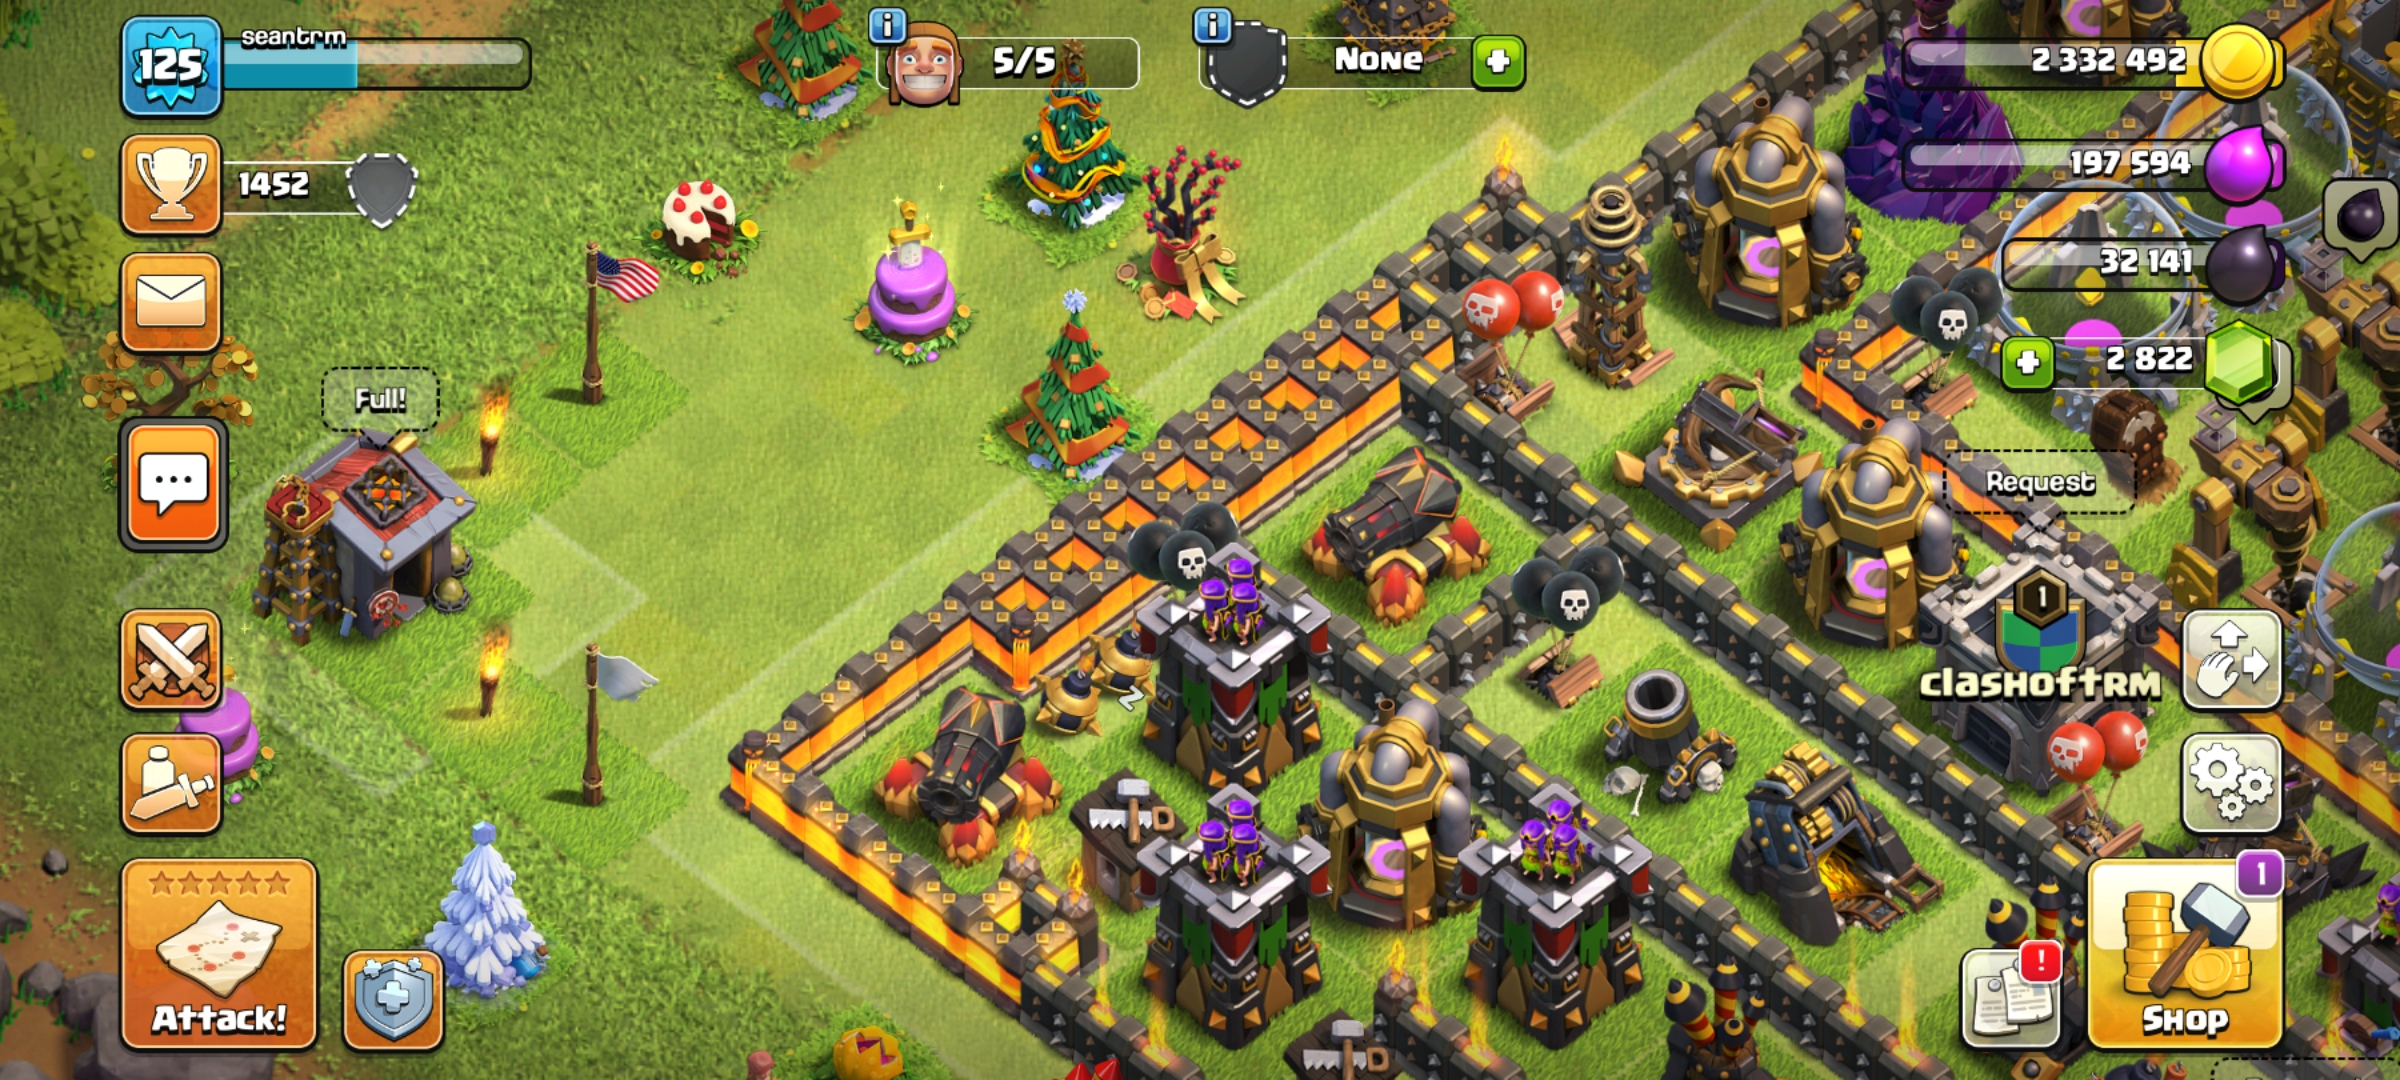 125
seantrm
5/5
None
2 332 492
1452
197 594
32 141
2 822
Full!
Request
1
clashoftRM
1
!
Attack!
Shop